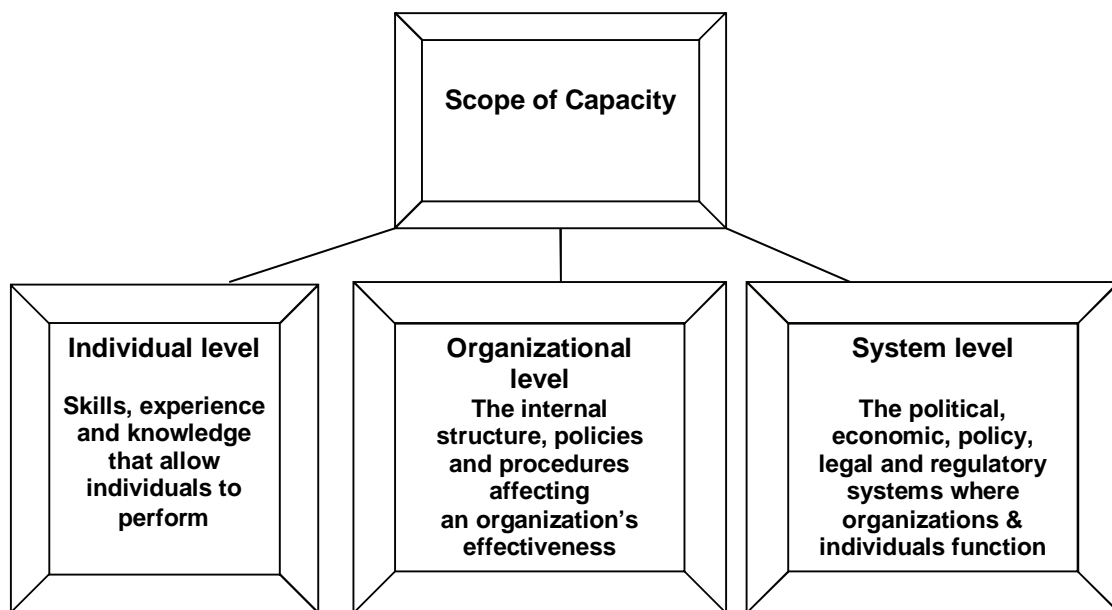 Scope of Capacity
Individual level
Skills, experience
and knowledge
that allow
individuals to
perform
Organizational
level
The internal
structure, policies
and procedures
affecting
an organization’s
effectiveness
System level
The political,
economic, policy,
legal and regulatory
systems where
organizations &
individuals function